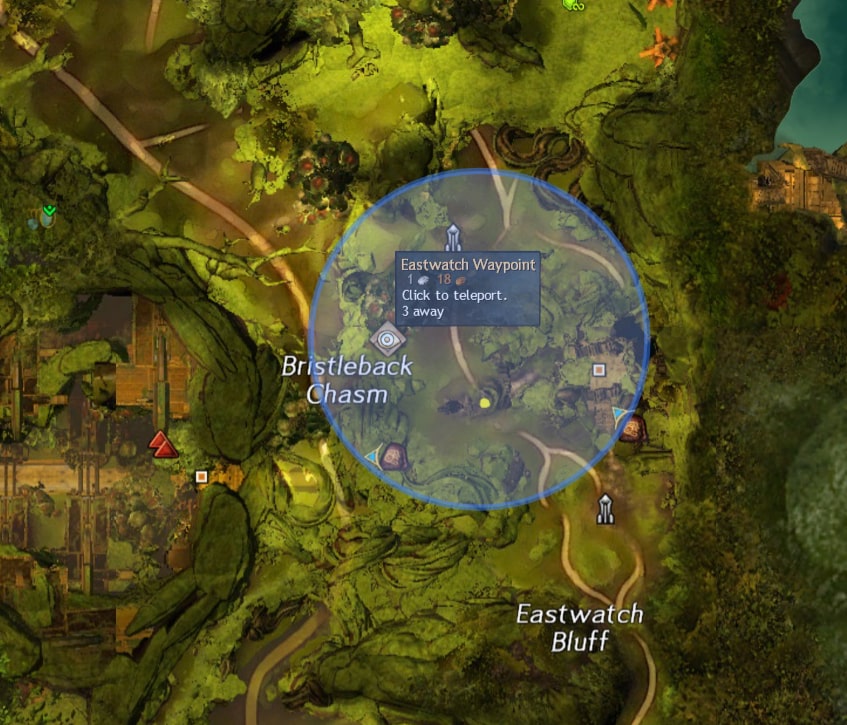 Eastwatch Waypoint
1 18
Click to teleport.
3 away
Bristleback
Chasm
Eastwatch
Bluff